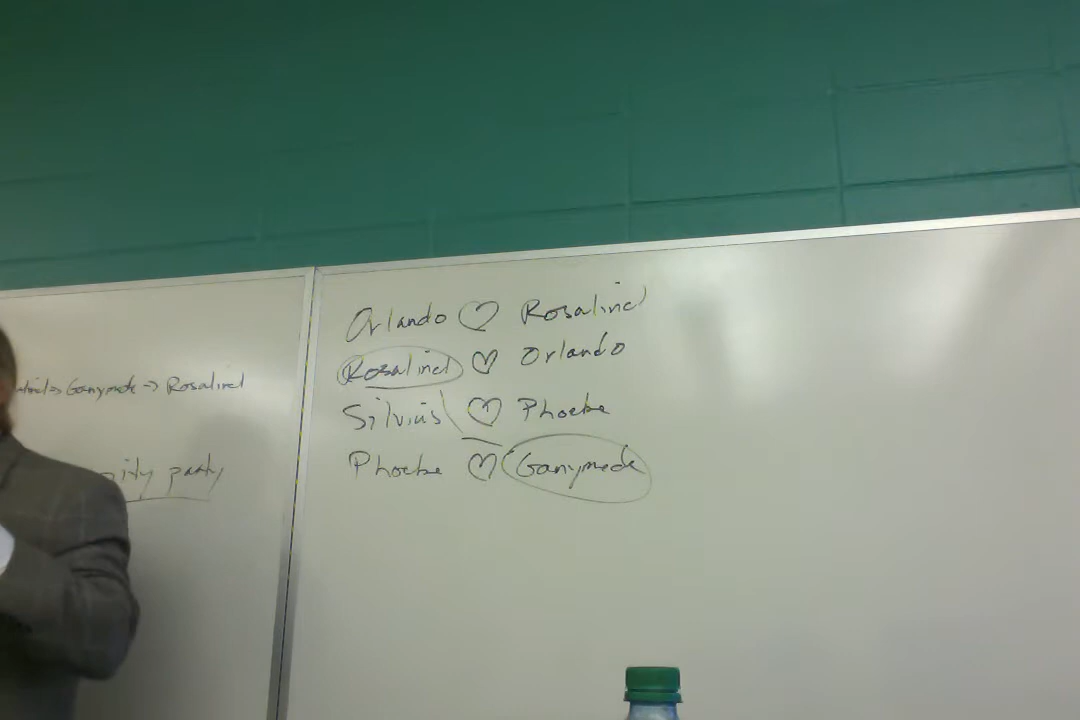 Ganymede -> Rosalind
party
Orlando ♡ Rosalind
Rosalind ♡ Orlando
Silvius ♡ Phoebe
Phoebe ♡ Ganymede